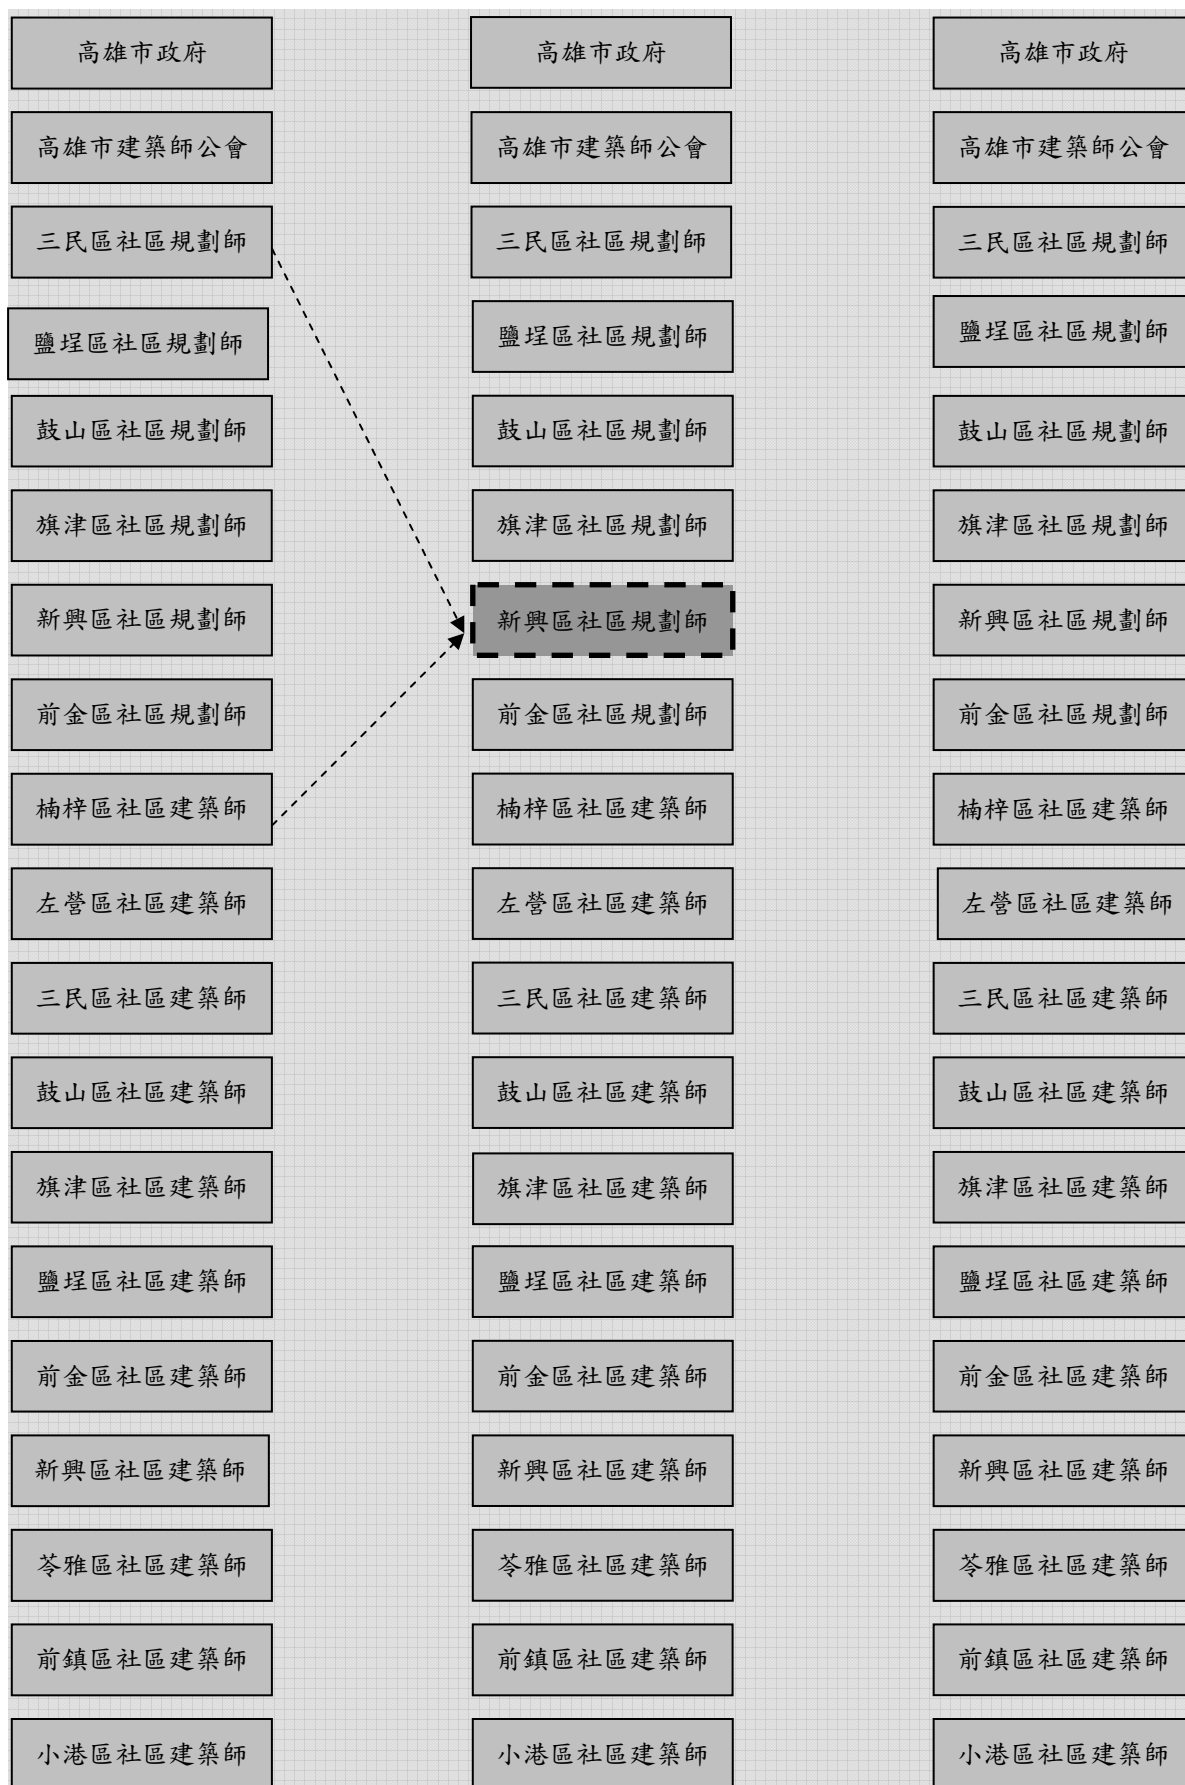 高雄市政府 高雄市政府 高雄市政府
高雄市建築師公會 高雄市建築師公會 高雄市建築師公會
三民區社區規劃師 三民區社區規劃師 三民區社區規劃師
鹽埕區社區規劃師 鹽埕區社區規劃師 鹽埕區社區規劃師
鼓山區社區規劃師 鼓山區社區規劃師 鼓山區社區規劃師
旗津區社區規劃師 旗津區社區規劃師 旗津區社區規劃師
新興區社區規劃師 新興區社區規劃師 新興區社區規劃師
前金區社區規劃師 前金區社區規劃師 前金區社區規劃師
楠梓區社區建築師 楠梓區社區建築師 楠梓區社區建築師
左營區社區建築師 左營區社區建築師 左營區社區建築師
三民區社區建築師 三民區社區建築師 三民區社區建築師
鼓山區社區建築師 鼓山區社區建築師 鼓山區社區建築師
旗津區社區建築師 旗津區社區建築師 旗津區社區建築師
鹽埕區社區建築師 鹽埕區社區建築師 鹽埕區社區建築師
前金區社區建築師 前金區社區建築師 前金區社區建築師
新興區社區建築師 新興區社區建築師 新興區社區建築師
苓雅區社區建築師 苓雅區社區建築師 苓雅區社區建築師
前鎮區社區建築師 前鎮區社區建築師 前鎮區社區建築師
小港區社區建築師 小港區社區建築師 小港區社區建築師